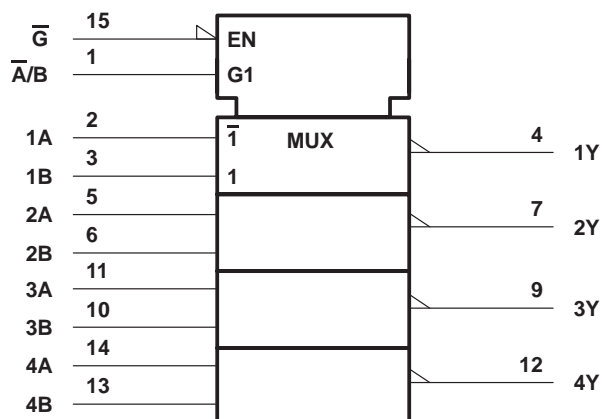 G̅ 15 EN
A̅/B 1 G1
1A 2 1̅ MUX 4 1Y
1B 3 1
2A 5 7 2Y
2B 6
3A 11 9 3Y
3B 10
4A 14 12 4Y
4B 13